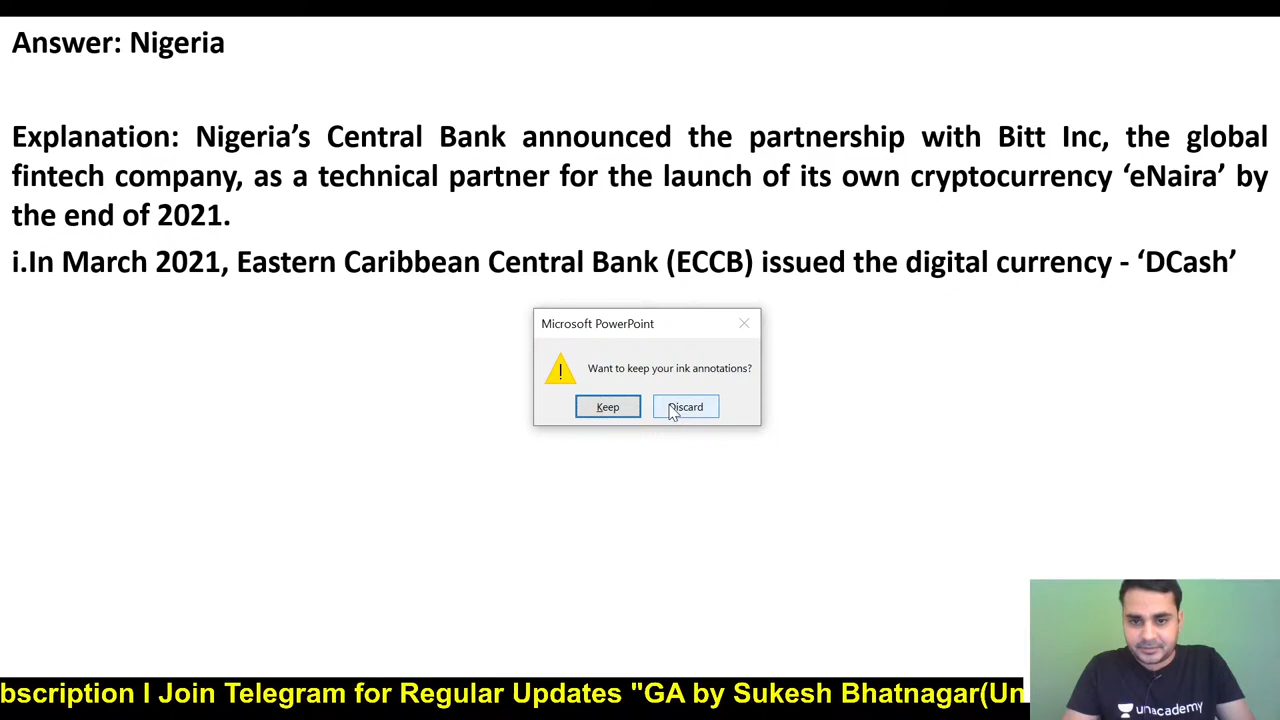 Answer: Nigeria
Explanation: Nigeria’s Central Bank announced the partnership with Bitt Inc, the global
fintech company, as a technical partner for the launch of its own cryptocurrency ‘eNaira’ by
the end of 2021.
i.In March 2021, Eastern Caribbean Central Bank (ECCB) issued the digital currency - ‘DCash’
Microsoft PowerPoint
Want to keep your ink annotations?
Keep Discard
unacademy
bscription I Join Telegram for Regular Updates "GA by Sukesh Bhatnagar(Un